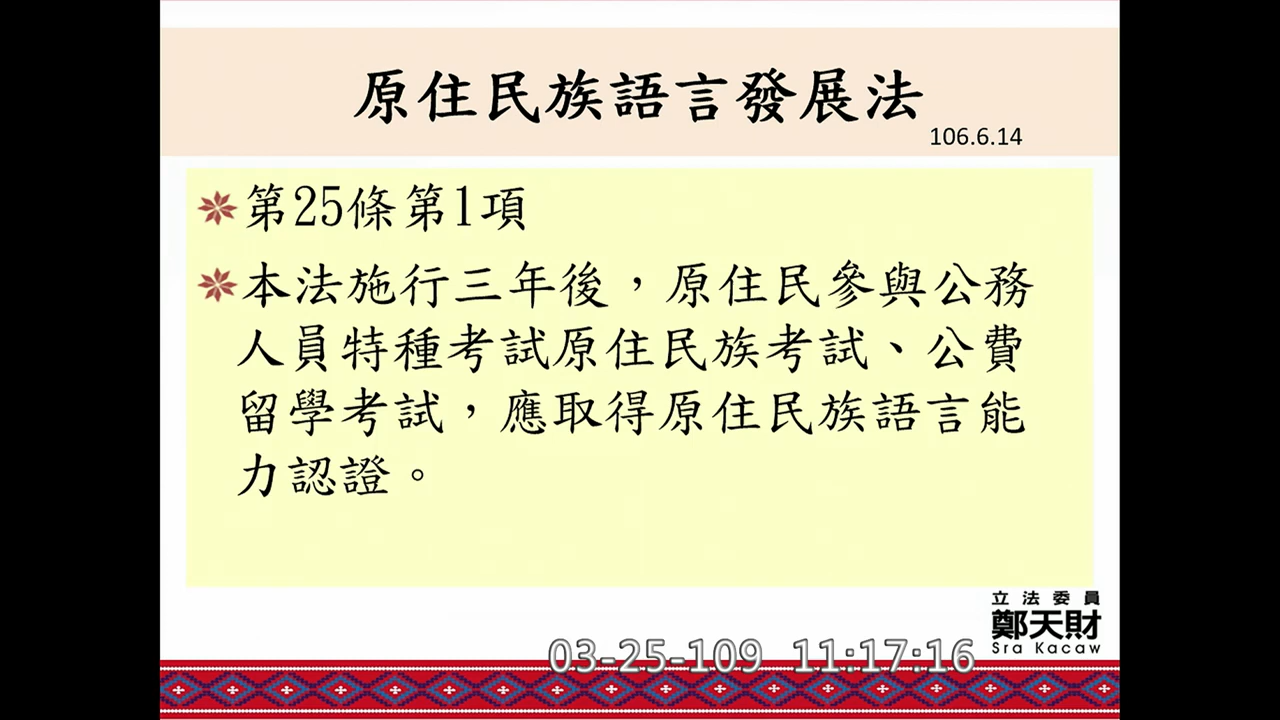 原住民族語言發展法
106.6.14
第25條第1項
本法施行三年後，原住民參與公務
人員特種考試原住民族考試、公費
留學考試，應取得原住民族語言能
力認證。
立法委員
鄭天財
Sra Kacaw
03-25-109 11:17:16